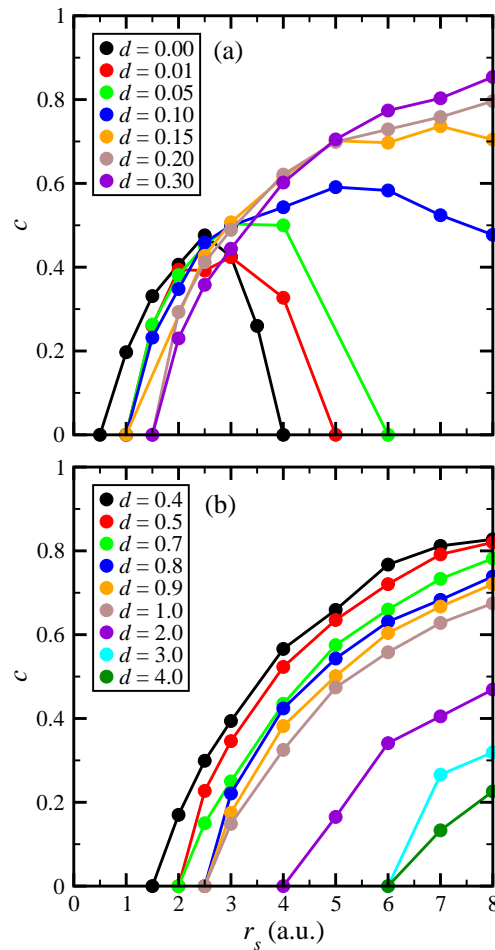 1
(a)
d = 0.00
d = 0.01
d = 0.05
d = 0.10
d = 0.15
d = 0.20
d = 0.30
0.8
0.6
c
0.4
0.2
0
1
(b)
d = 0.4
d = 0.5
d = 0.7
d = 0.8
d = 0.9
d = 1.0
d = 2.0
d = 3.0
d = 4.0
0.8
0.6
c
0.4
0.2
0
0 1 2 3 4 5 6 7 8
r_s (a.u.)